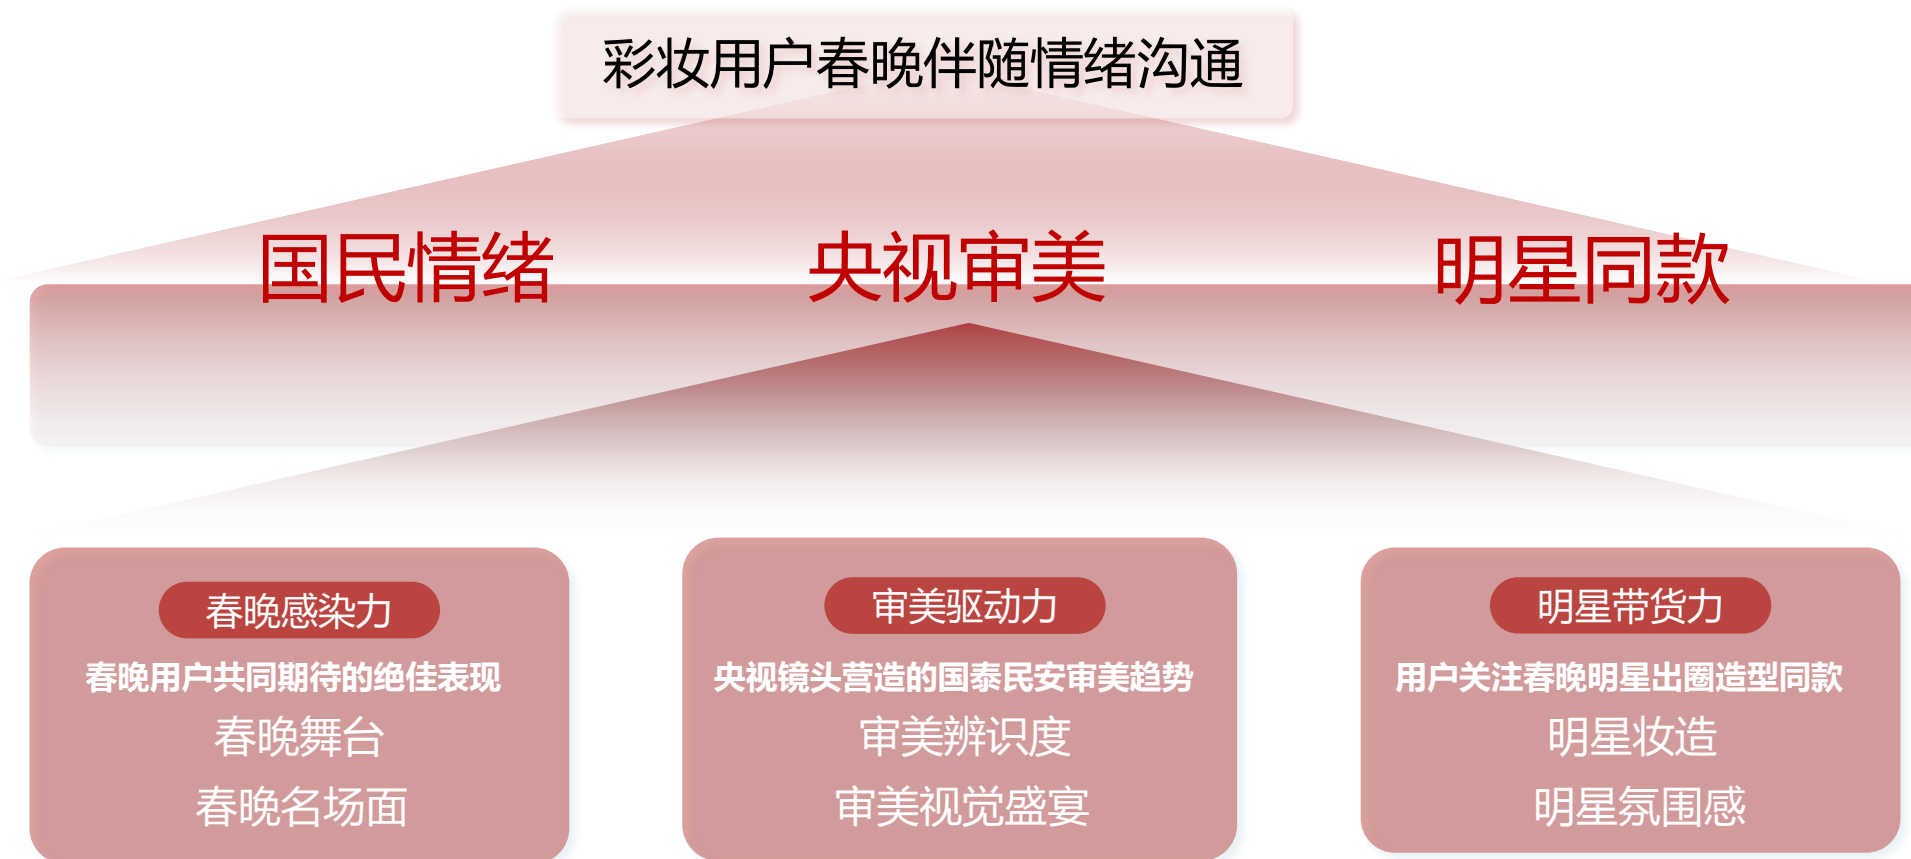 彩妆用户春晚伴随情绪沟通
国民情绪
央视审美
明星同款
春晚感染力
春晚用户共同期待的绝佳表现
春晚舞台
春晚名场面
审美驱动力
央视镜头营造的国泰民安审美趋势
审美辨识度
审美视觉盛宴
明星带货力
用户关注春晚明星出圈造型同款
明星妆造
明星氛围感